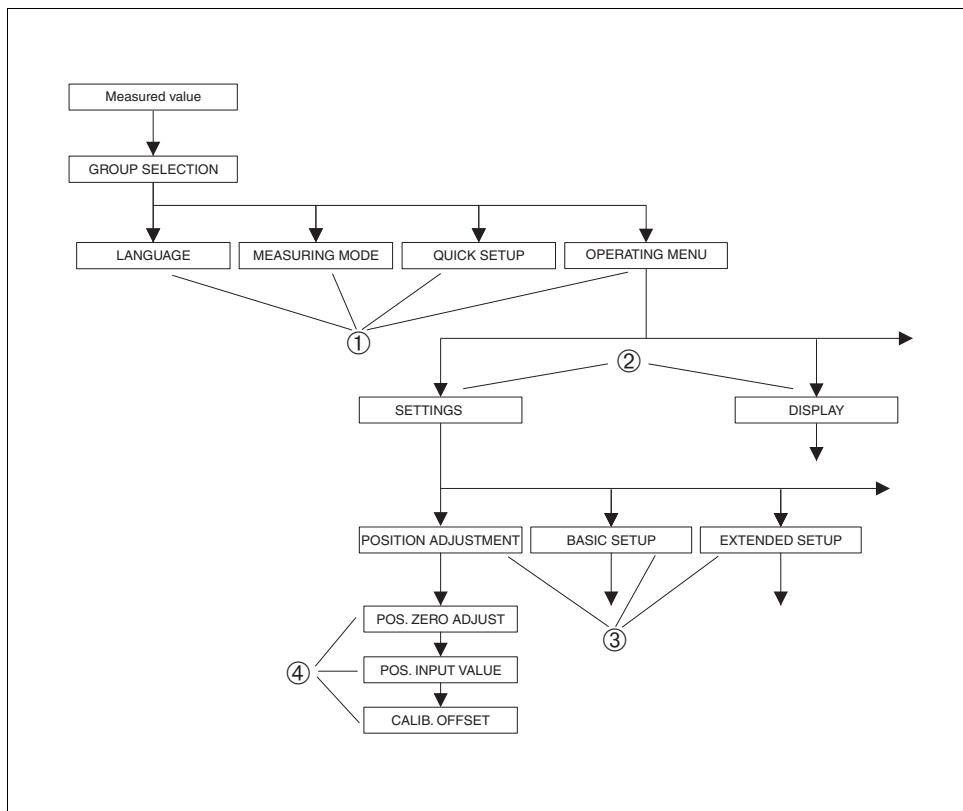 Measured value
GROUP SELECTION
LANGUAGE
MEASURING MODE
QUICK SETUP
OPERATING MENU
①
②
SETTINGS
DISPLAY
POSITION ADJUSTMENT
BASIC SETUP
EXTENDED SETUP
POS. ZERO ADJUST
③
④
POS. INPUT VALUE
CALIB. OFFSET